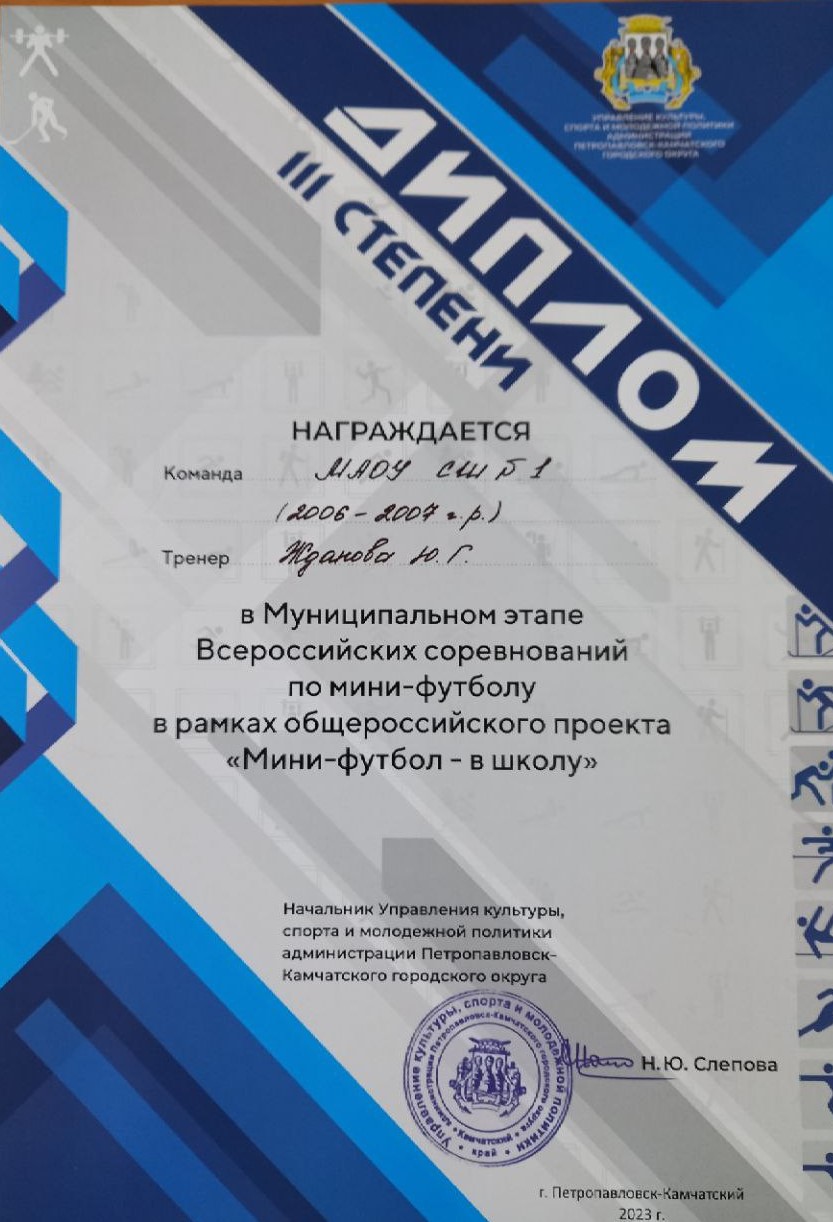 УПРАВЛЕНИЕ КУЛЬТУРЫ,
СПОРТА И МОЛОДЕЖНОЙ ПОЛИТИКИ
АДМИНИСТРАЦИИ
ПЕТРОПАВЛОВСК-КАМЧАТСКОГО
ГОРОДСКОГО ОКРУГА
ДИПЛОМ
III СТЕПЕНИ
НАГРАЖДАЕТСЯ
Команда МАОУ СШ № 1
(2006 - 2007 г.р.)
Тренер Жданова Ю.Г.
в Муниципальном этапе
Всероссийских соревнований
по мини-футболу
в рамках общероссийского проекта
«Мини-футбол - в школу»
Начальник Управления культуры,
спорта и молодежной политики
администрации Петропавловск-
Камчатского городского округа
Управление культуры, спорта и молодежной политики
администрации Петропавловск-Камчатского городского округа
Камчатский
край
Н.Ю. Слепова
г. Петропавловск-Камчатский
2023 г.